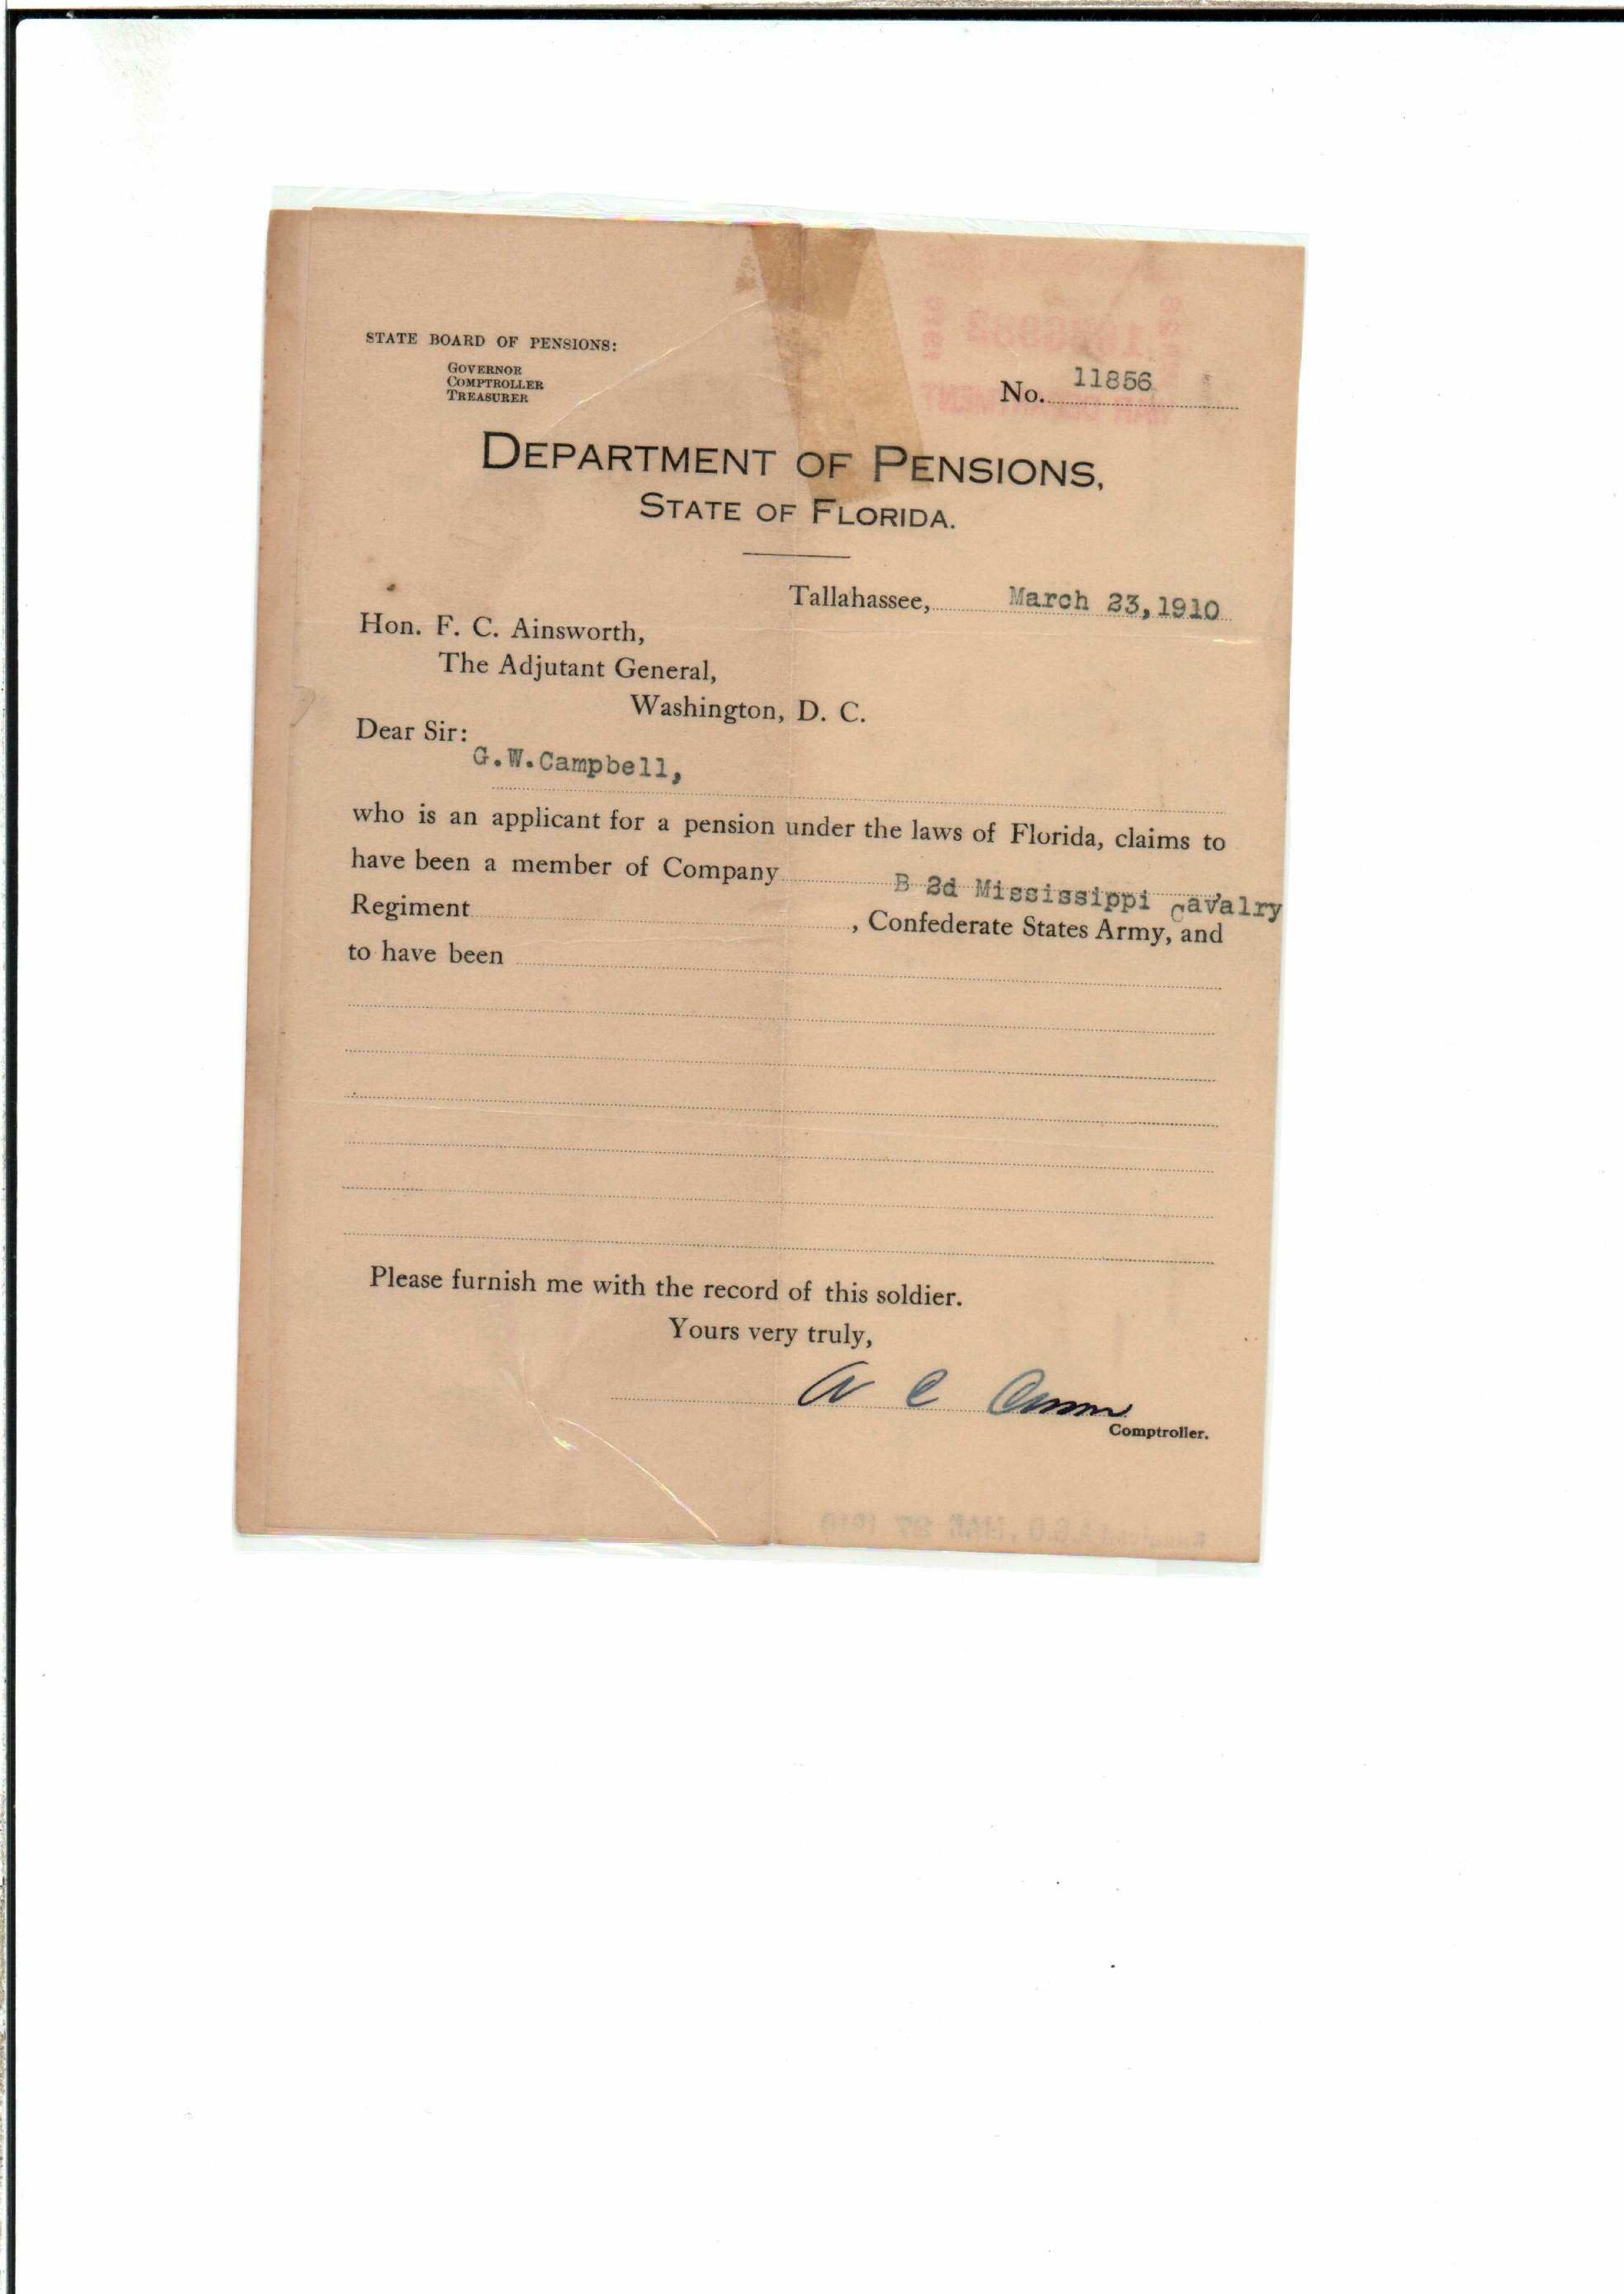 STATE BOARD OF PENSIONS:
GOVERNOR
COMPTROLLER
TREASURER
No. 11856
DEPARTMENT OF PENSIONS,
STATE OF FLORIDA.
Tallahassee, March 23, 1910
Hon. F. C. Ainsworth,
The Adjutant General,
Washington, D. C.
Dear Sir:
G.W.Campbell,
who is an applicant for a pension under the laws of Florida, claims to
have been a member of Company B 2d Mississippi Cavalry
Regiment , Confederate States Army, and
to have been
Please furnish me with the record of this soldier.
Yours very truly,
A C
Comptroller.